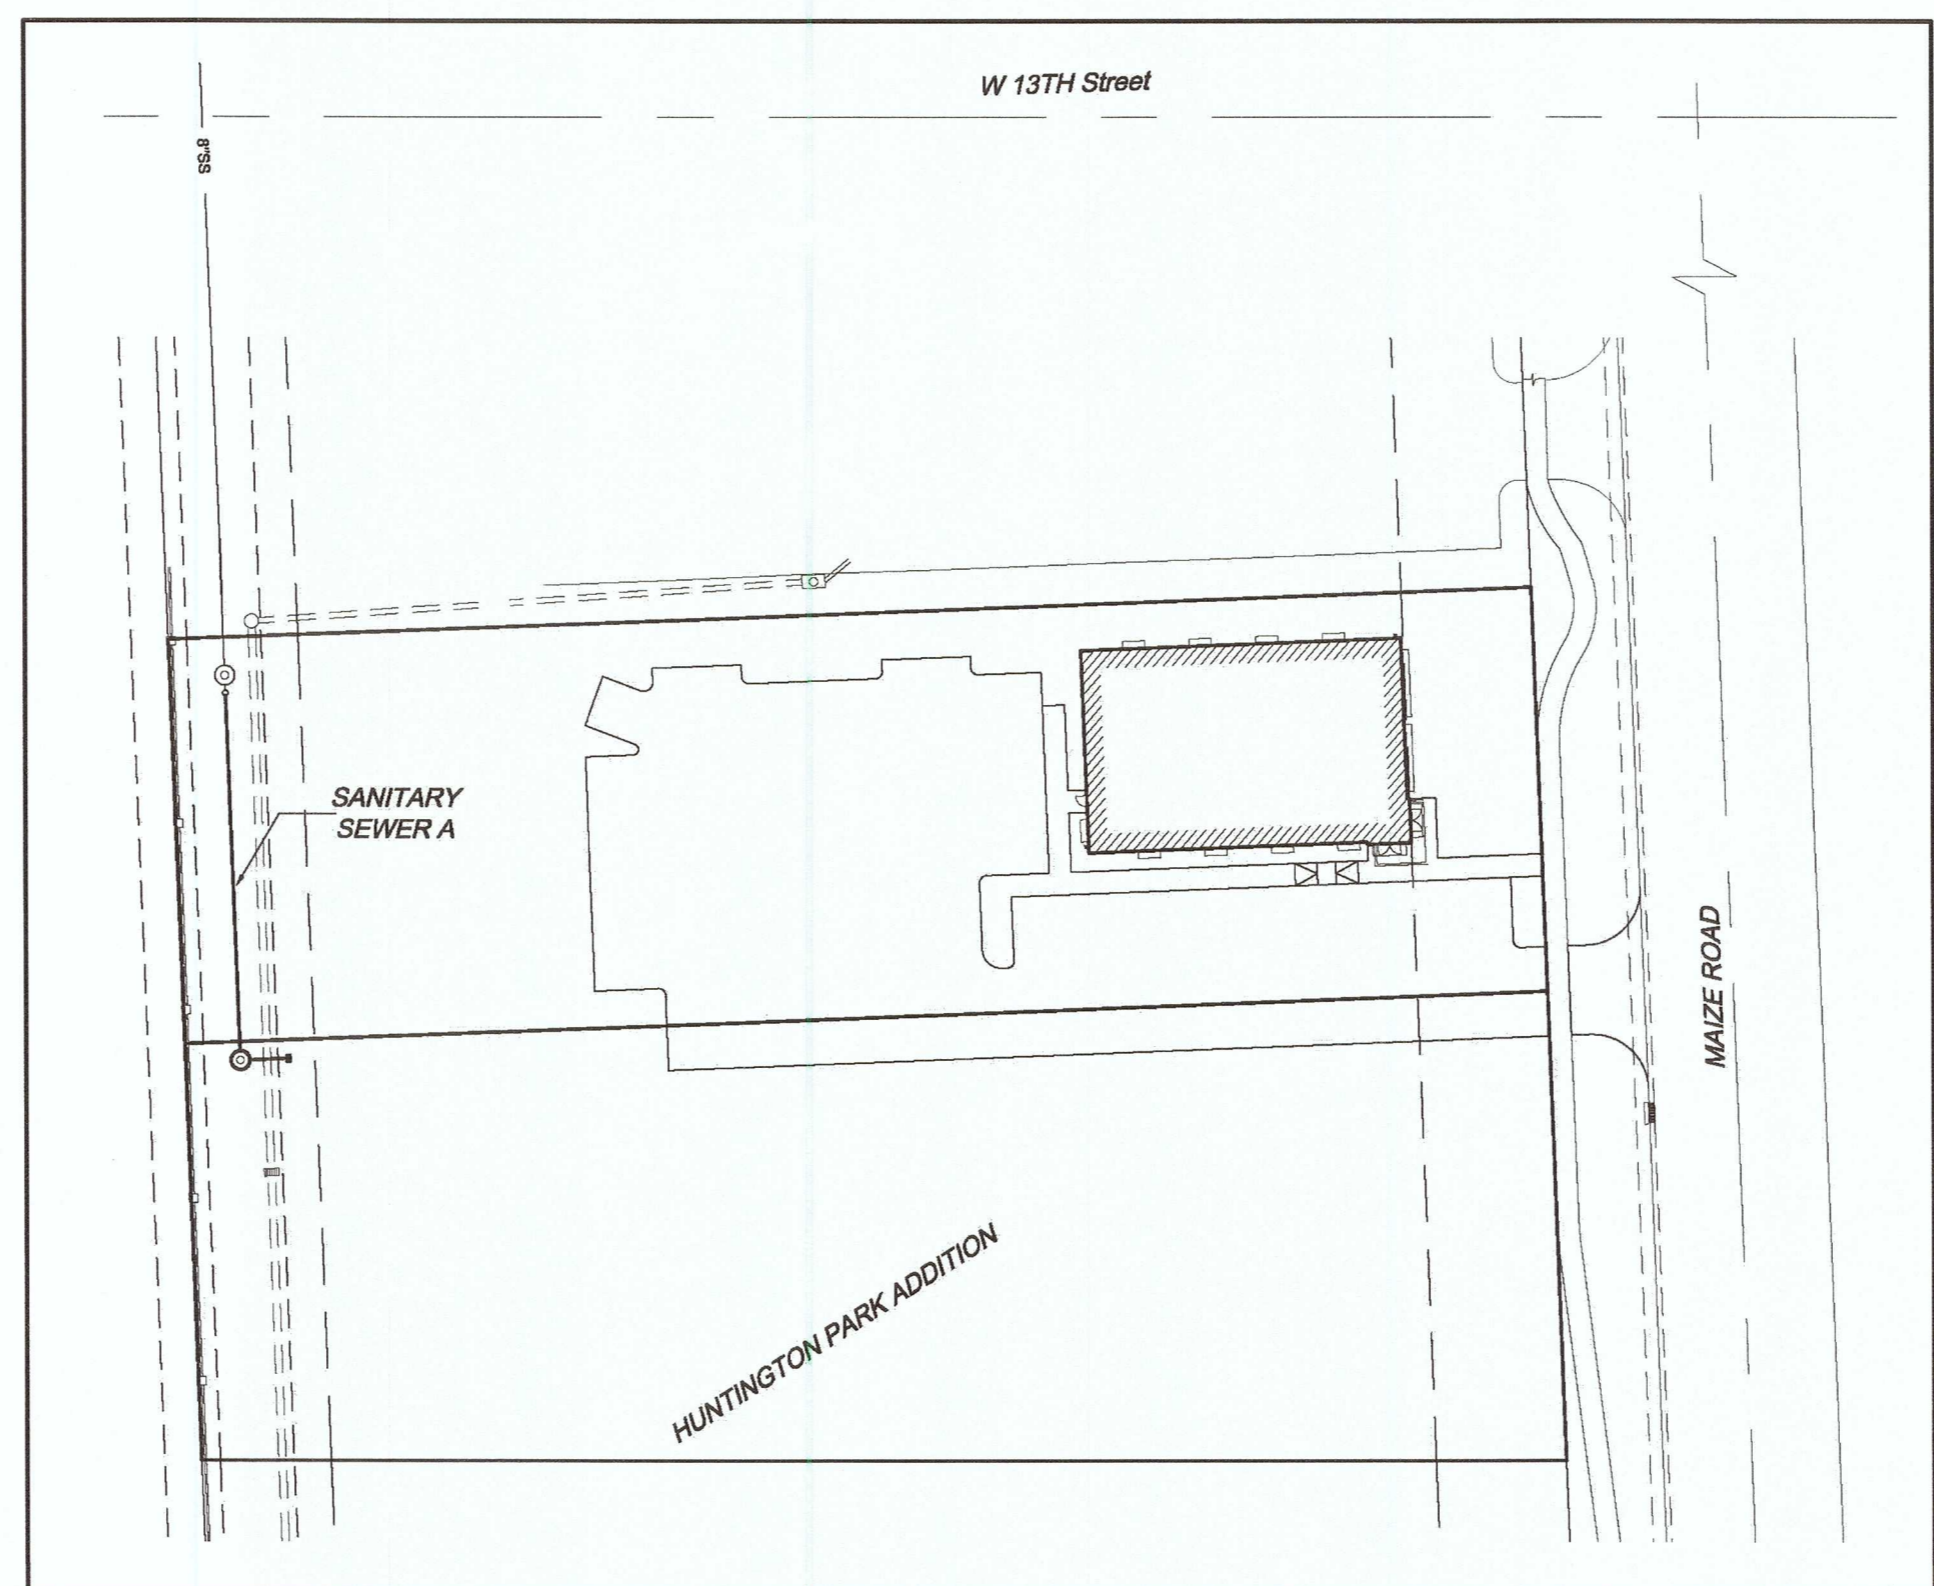 W 13TH Street
8"SS
SANITARY
SEWER A
MAIZE ROAD
HUNTINGTON PARK ADDITION